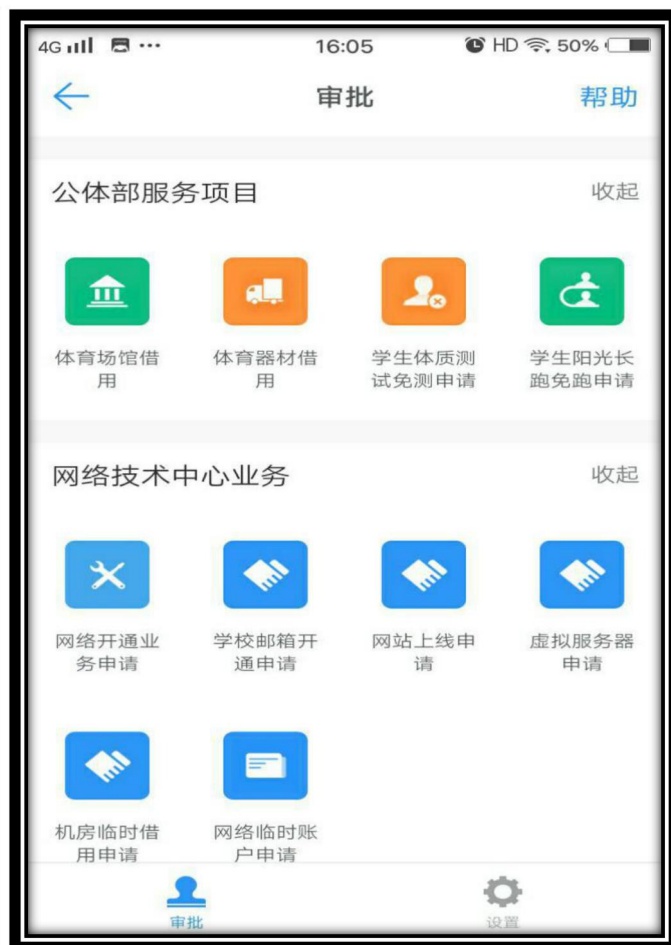 4G 16:05 HD 50%
审批 帮助
公体部服务项目 收起
体育场馆借 体育器材借 学生体质测 学生阳光长
用 用 试免测申请 跑免跑申请
网络技术中心业务 收起
网络开通业 学校邮箱开 网站上线申 虚拟服务器
务申请 通申请 请 申请
机房临时借 网络临时账
用申请 户申请
审批 设置